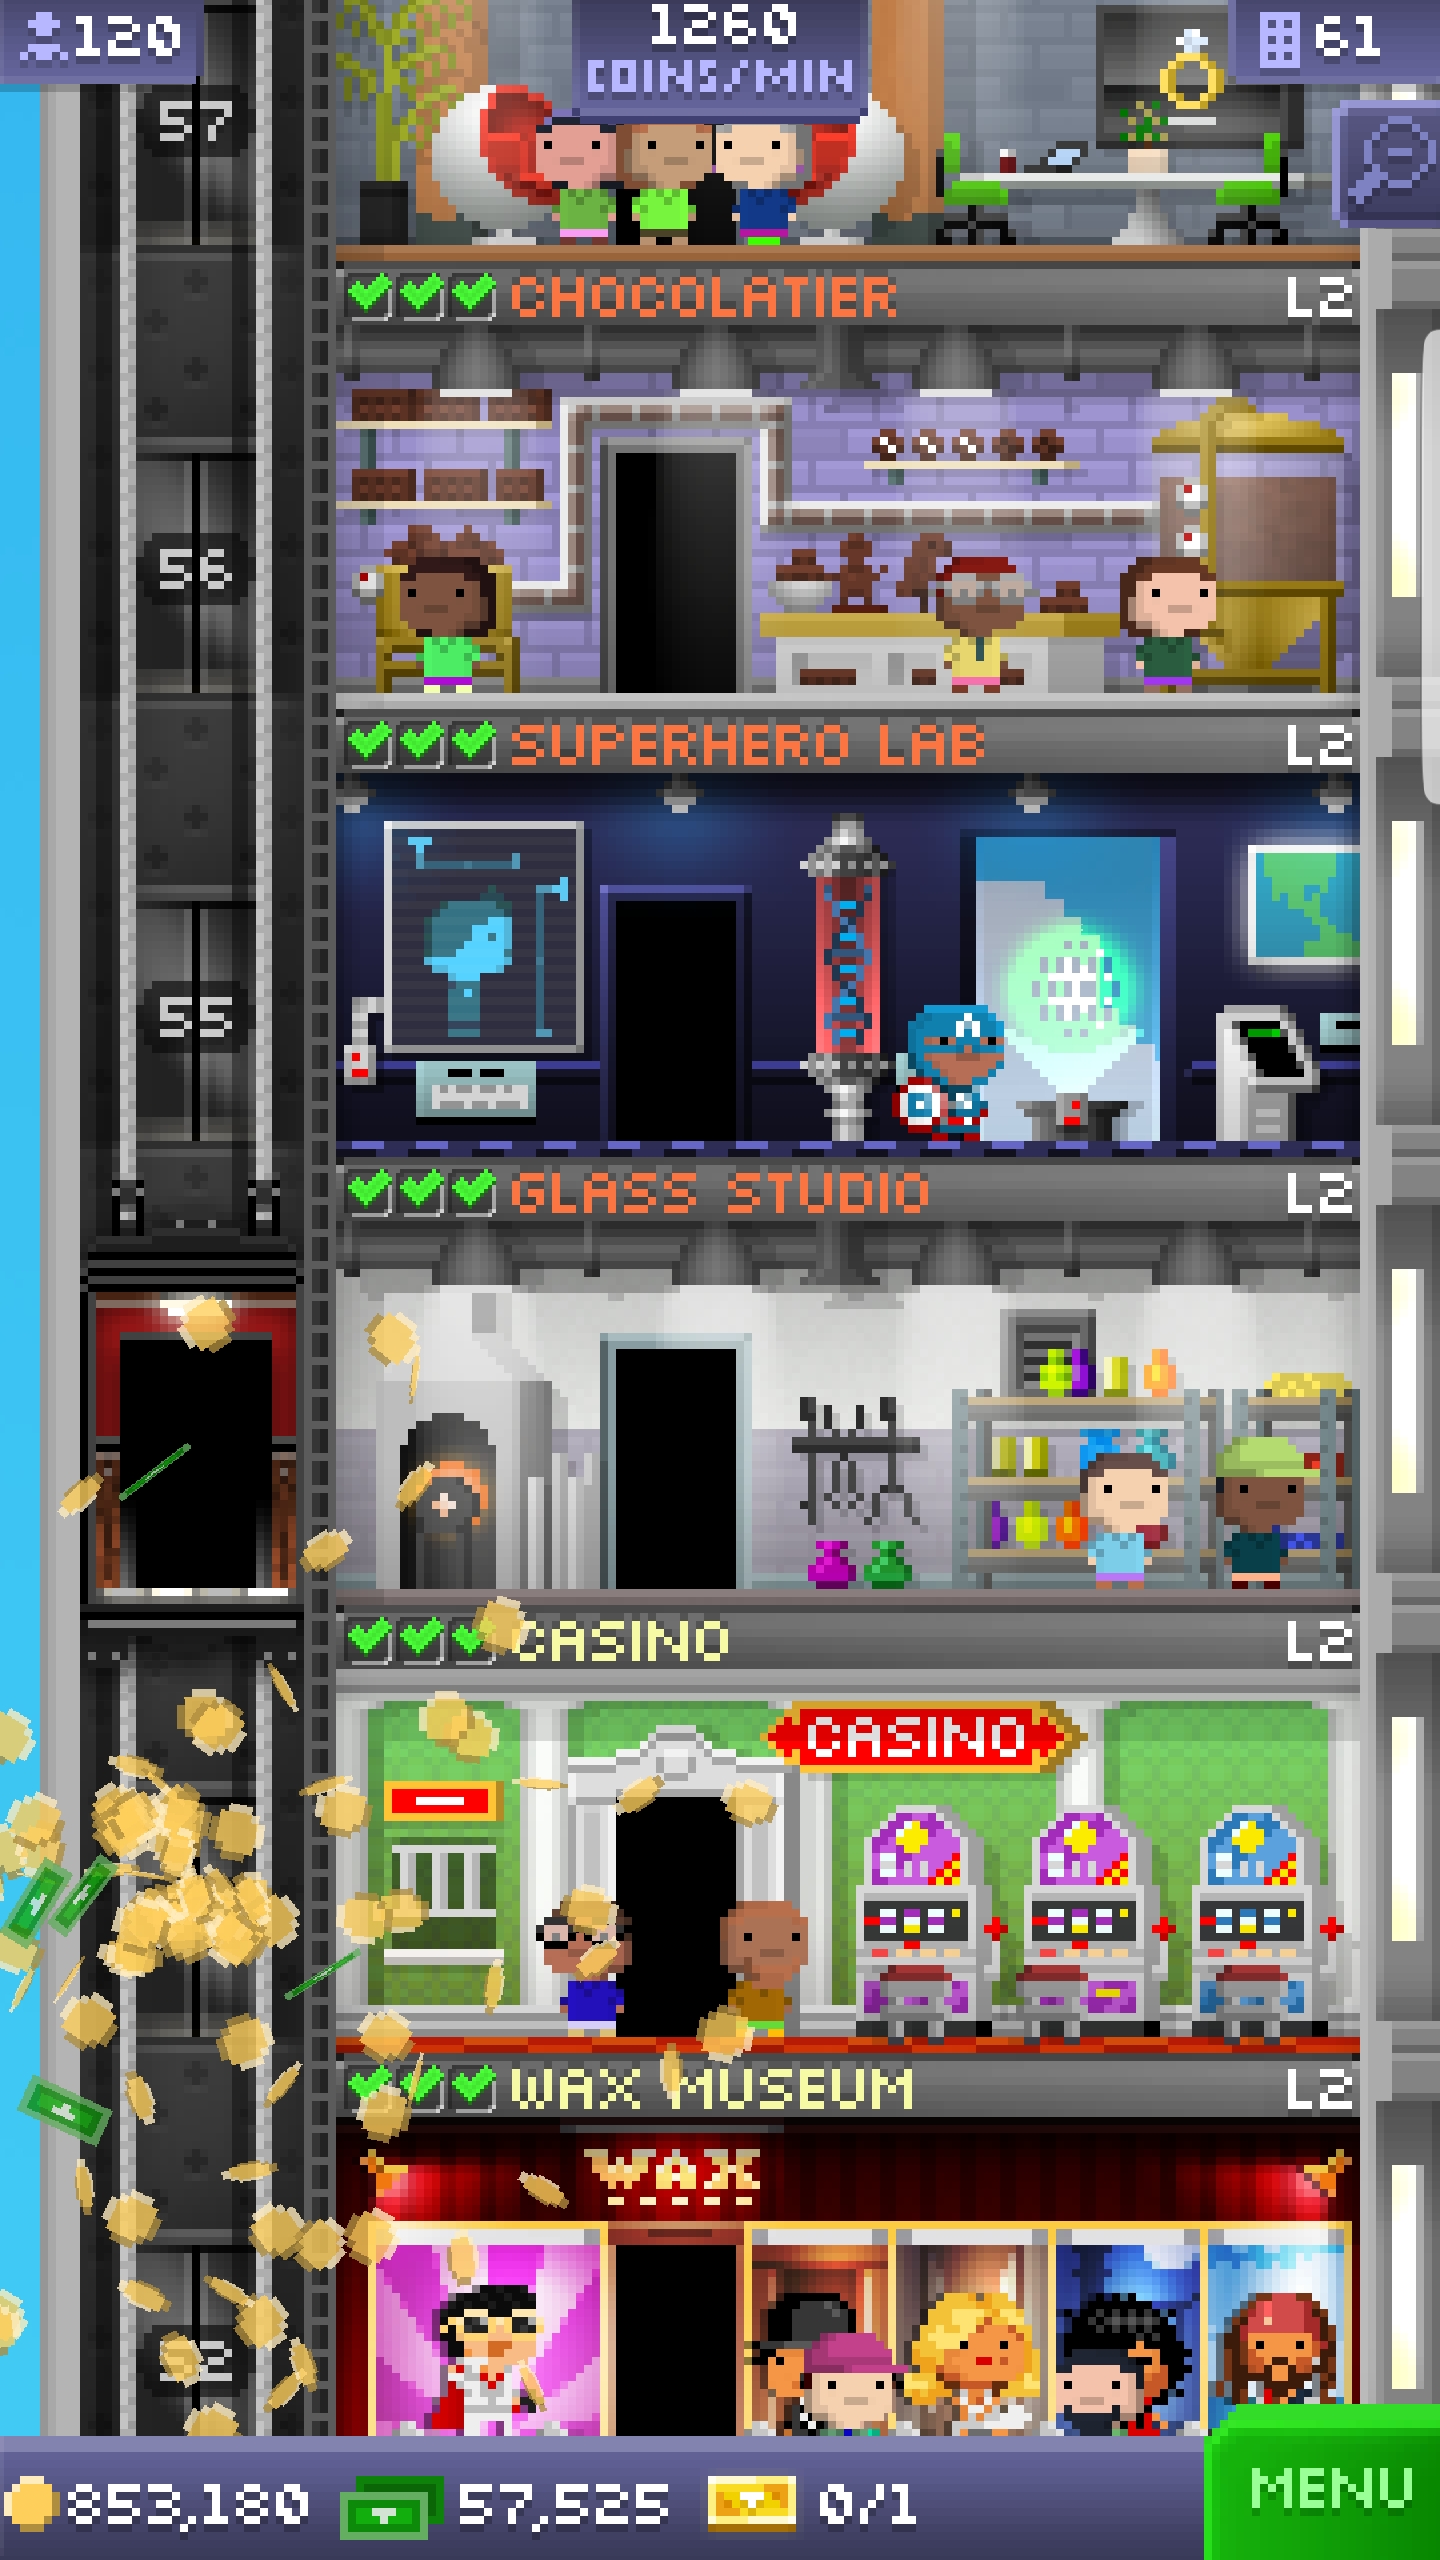 120
1260
COINS/MIN
61
57
CHOCOLATIER L2
56
SUPERHERO LAB L2
55
GLASS STUDIO L2
CASINO L2
CASINO
WAX MUSEUM L2
WAX
853,180 57,525 0/1
MENU